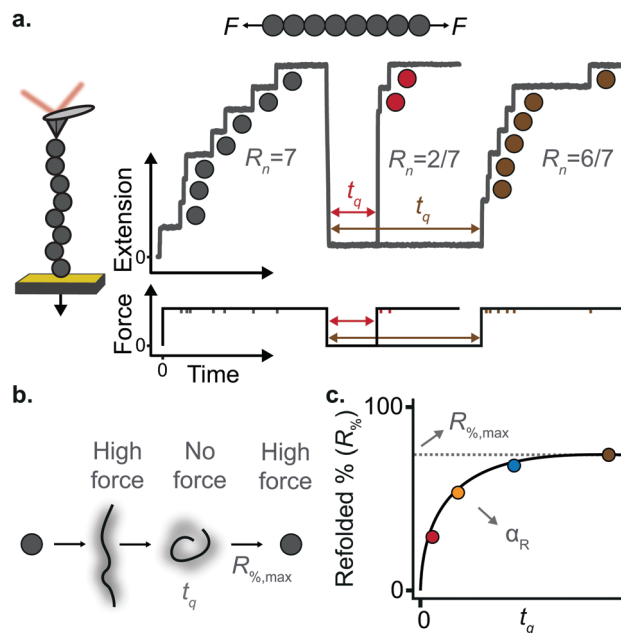 a.
F
F
Rn=7
Rn=2/7
Rn=6/7
tq
tq
Extension
0
Force
0
0
Time
b.
High force
No force
High force
tq
R%,max
c.
100
Refolded % (R%)
R%,max
αR
0
0
tq